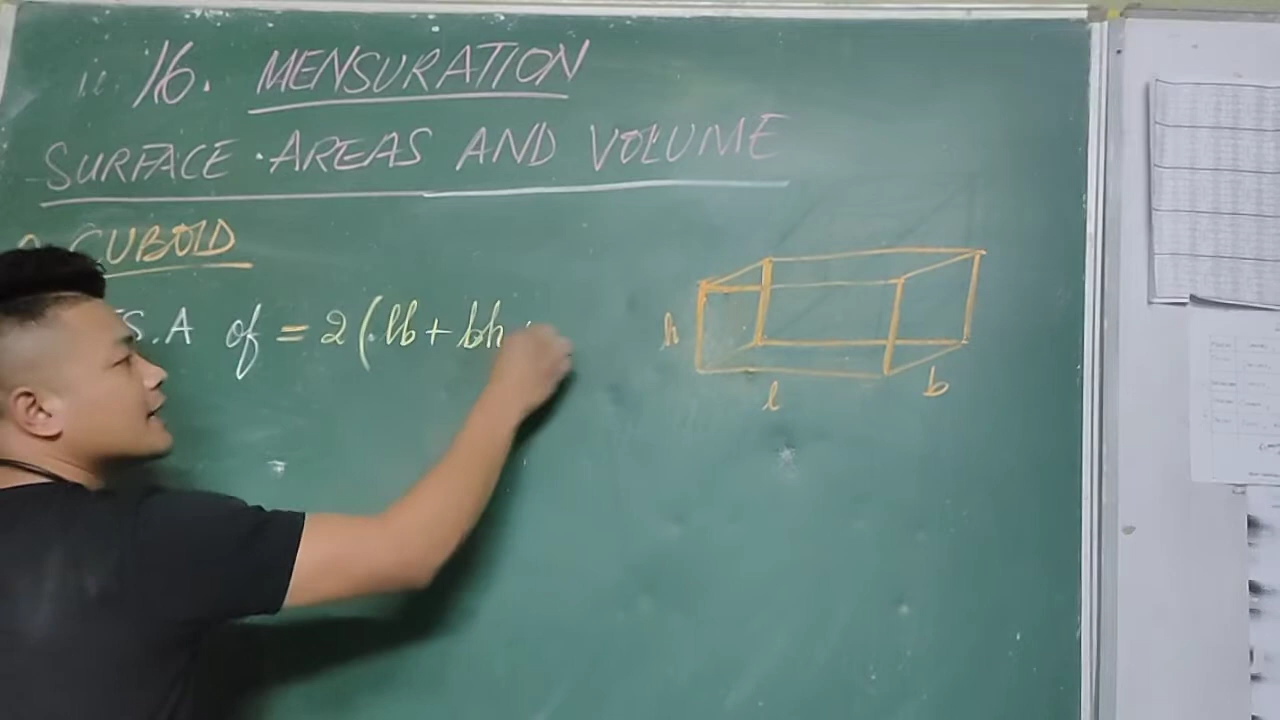 16. MENSURATION
SURFACE AREAS AND VOLUME
CUBOID
S.A of = 2 (lb + bh
h
l
b